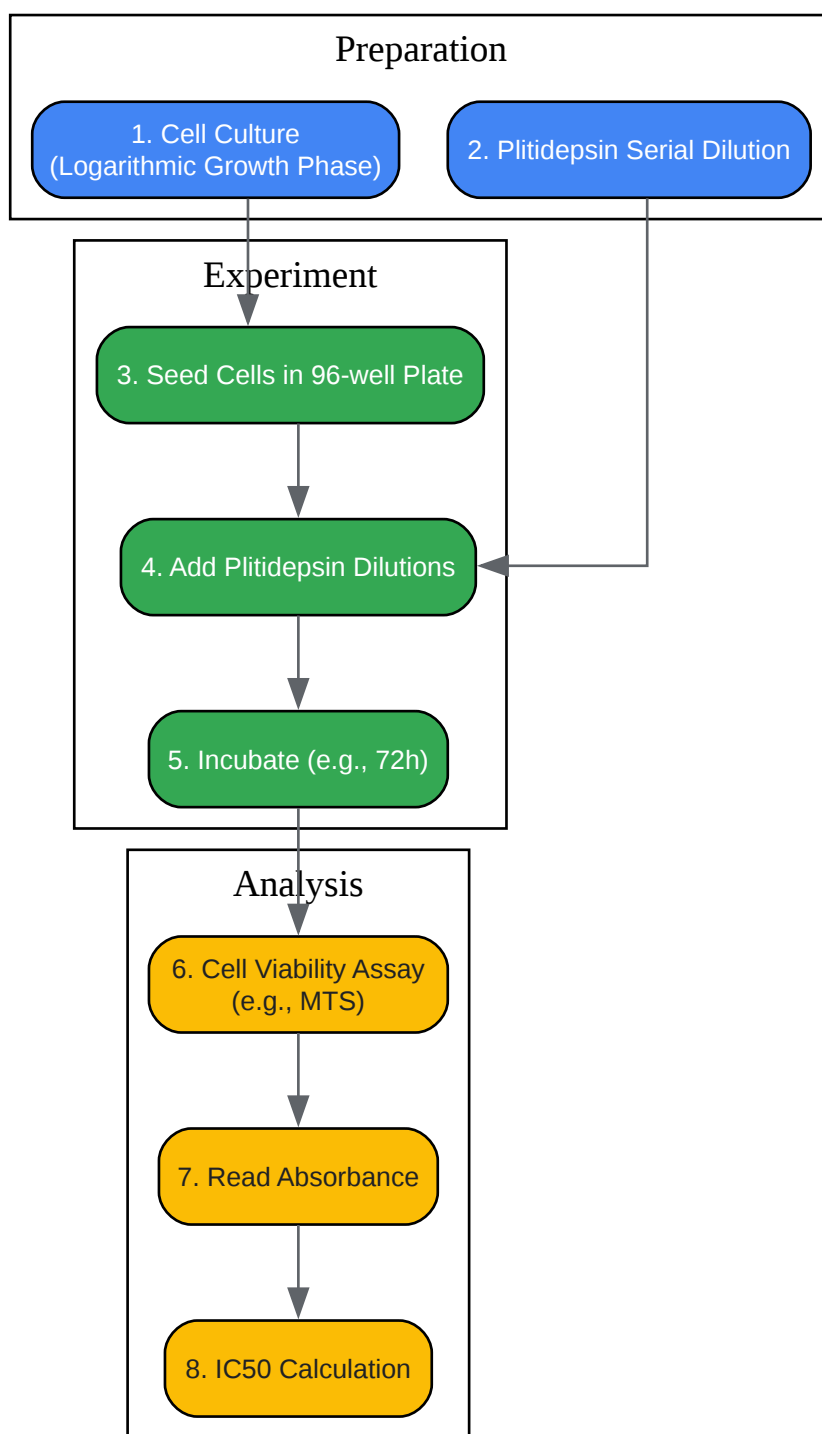 Preparation
1. Cell Culture
(Logarithmic Growth Phase)
2. Plitidepsin Serial Dilution
Experiment
3. Seed Cells in 96-well Plate
4. Add Plitidepsin Dilutions
5. Incubate (e.g., 72h)
Analysis
6. Cell Viability Assay
(e.g., MTS)
7. Read Absorbance
8. IC50 Calculation